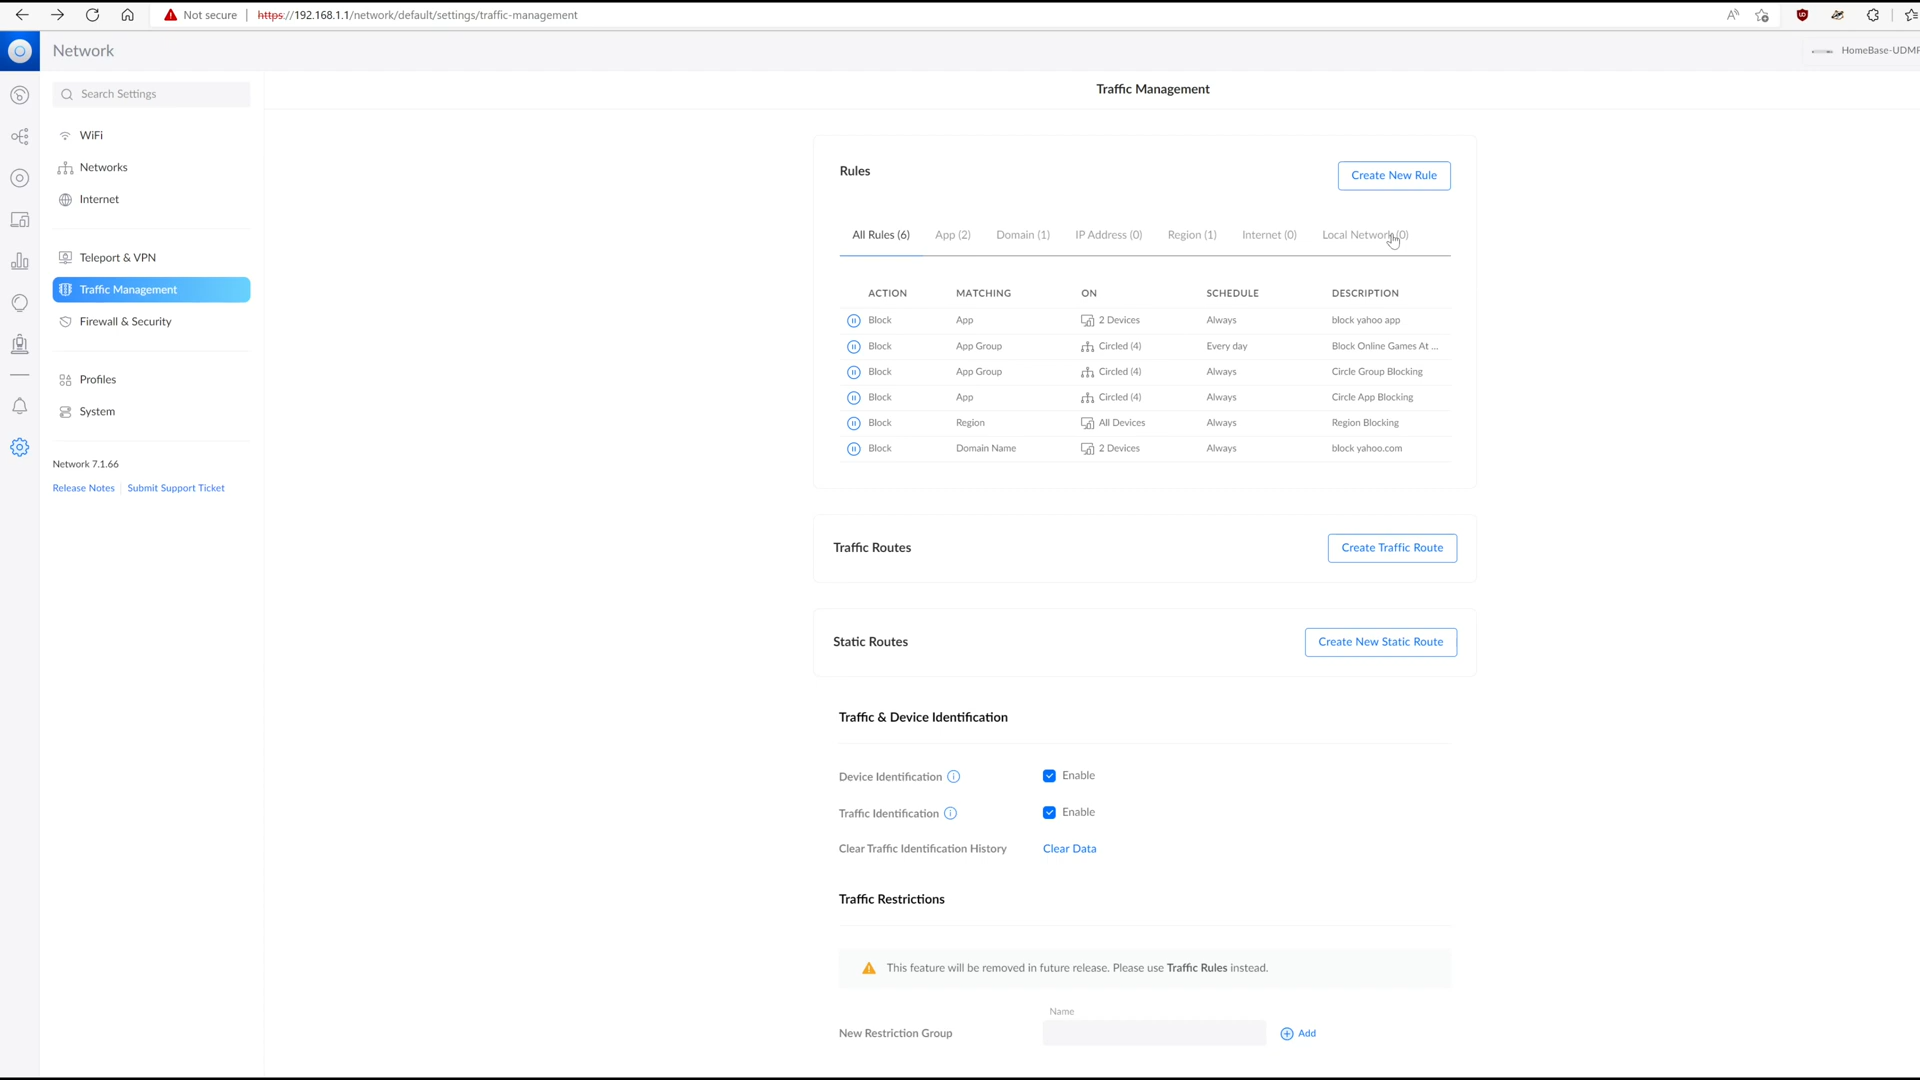 Not secure
https://192.168.1.1/network/default/settings/traffic-management
Network
HomeBase-UDMP
Search Settings
WiFi
Networks
Internet
Teleport & VPN
Traffic Management
Firewall & Security
Profiles
System
Network 7.1.66
Release Notes
Submit Support Ticket
Traffic Management
Rules
Create New Rule
All Rules (6) App (2) Domain (1) IP Address (0) Region (1) Internet (0) Local Network (0)
ACTION MATCHING ON SCHEDULE DESCRIPTION
Block App 2 Devices Always block yahoo app
Block App Group Circled (4) Every day Block Online Games At ...
Block App Group Circled (4) Always Circle Group Blocking
Block App Circled (4) Always Circle App Blocking
Block Region All Devices Always Region Blocking
Block Domain Name 2 Devices Always block yahoo.com
Traffic Routes
Create Traffic Route
Static Routes
Create New Static Route
Traffic & Device Identification
Device Identification Enable
Traffic Identification Enable
Clear Traffic Identification History Clear Data
Traffic Restrictions
This feature will be removed in future release. Please use Traffic Rules instead.
Name
New Restriction Group Add